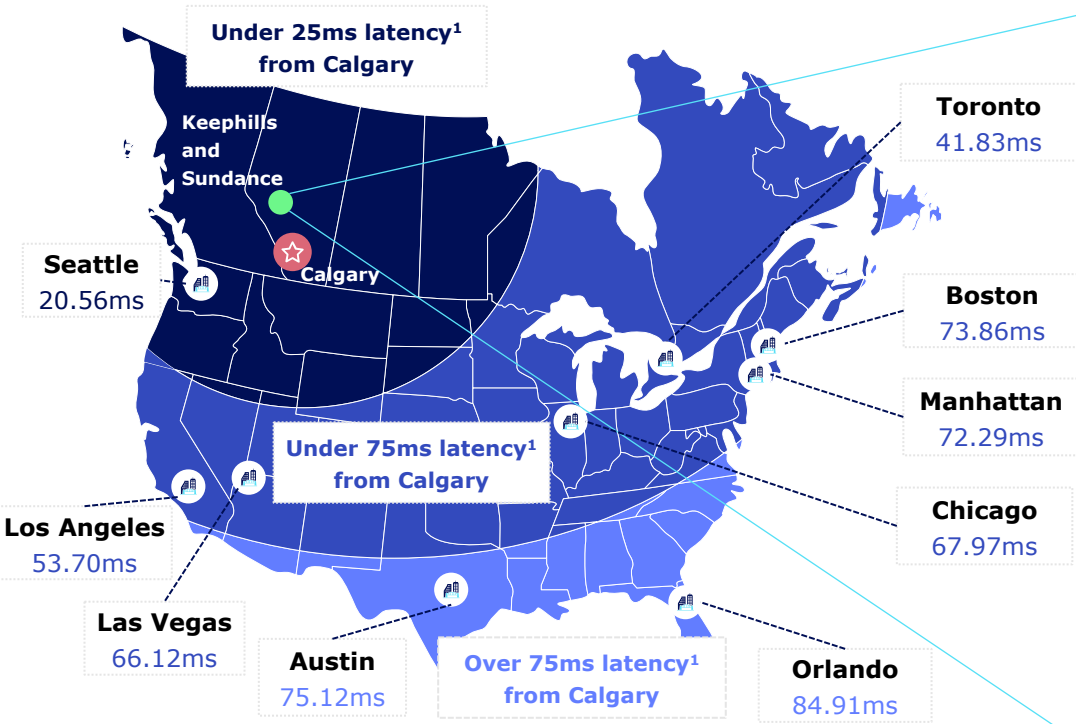 Under 25ms latency¹
from Calgary
Keephills
and
Sundance
Calgary
Toronto
41.83ms
Seattle
20.56ms
Boston
73.86ms
Manhattan
72.29ms
Under 75ms latency¹
from Calgary
Chicago
67.97ms
Los Angeles
53.70ms
Las Vegas
66.12ms
Austin
75.12ms
Over 75ms latency¹
from Calgary
Orlando
84.91ms